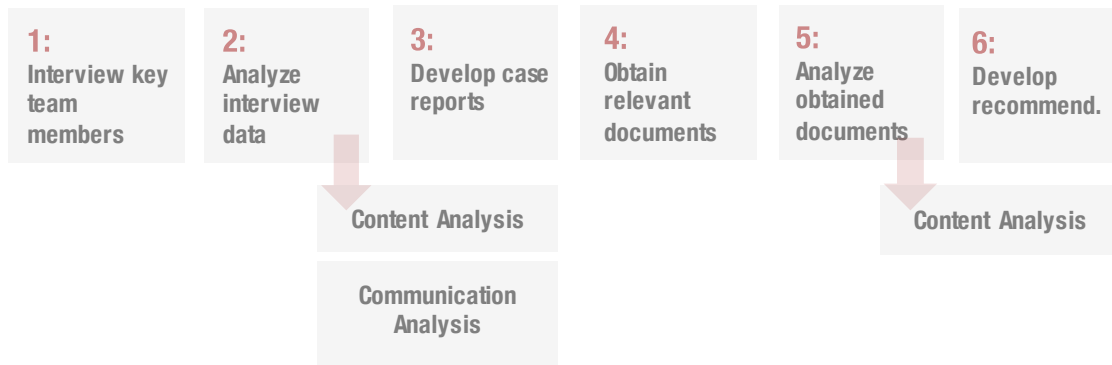 1:
Interview key
team
members
2:
Analyze
interview
data
3:
Develop case
reports
4:
Obtain
relevant
documents
5:
Analyze
obtained
documents
6:
Develop
recommend.
Content Analysis
Communication
Analysis
Content Analysis